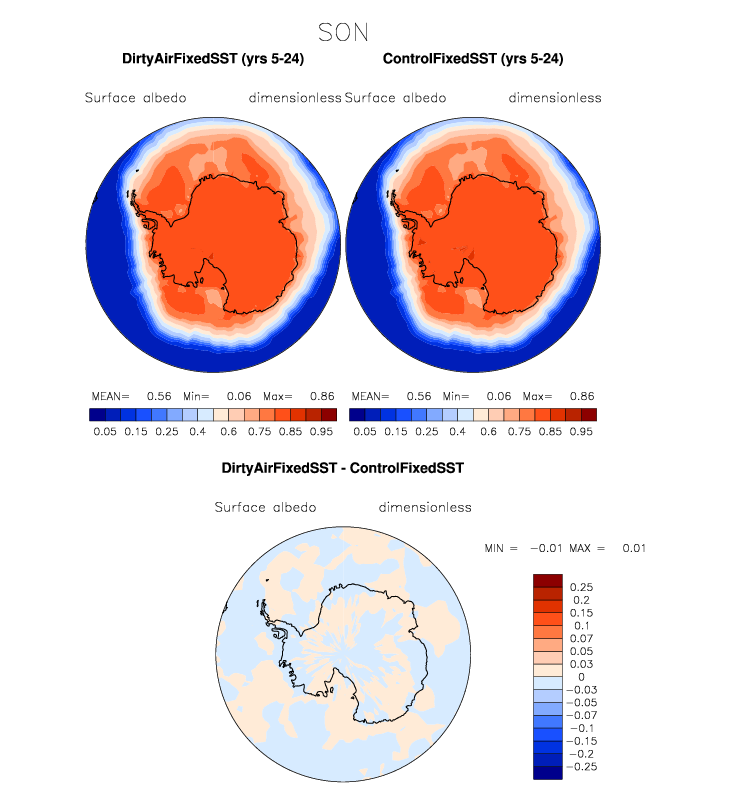 SON
DirtyAirFixedSST (yrs 5-24) ControlFixedSST (yrs 5-24)
Surface albedo dimensionless Surface albedo dimensionless
MEAN= 0.56 Min= 0.06 Max= 0.86 MEAN= 0.56 Min= 0.06 Max= 0.86
0.05 0.15 0.25 0.4 0.6 0.75 0.85 0.95 0.05 0.15 0.25 0.4 0.6 0.75 0.85 0.95
DirtyAirFixedSST - ControlFixedSST
Surface albedo dimensionless
MIN = -0.01 MAX = 0.01
0.25
0.2
0.15
0.1
0.07
0.05
0.03
0
-0.03
-0.05
-0.07
-0.1
-0.15
-0.2
-0.25